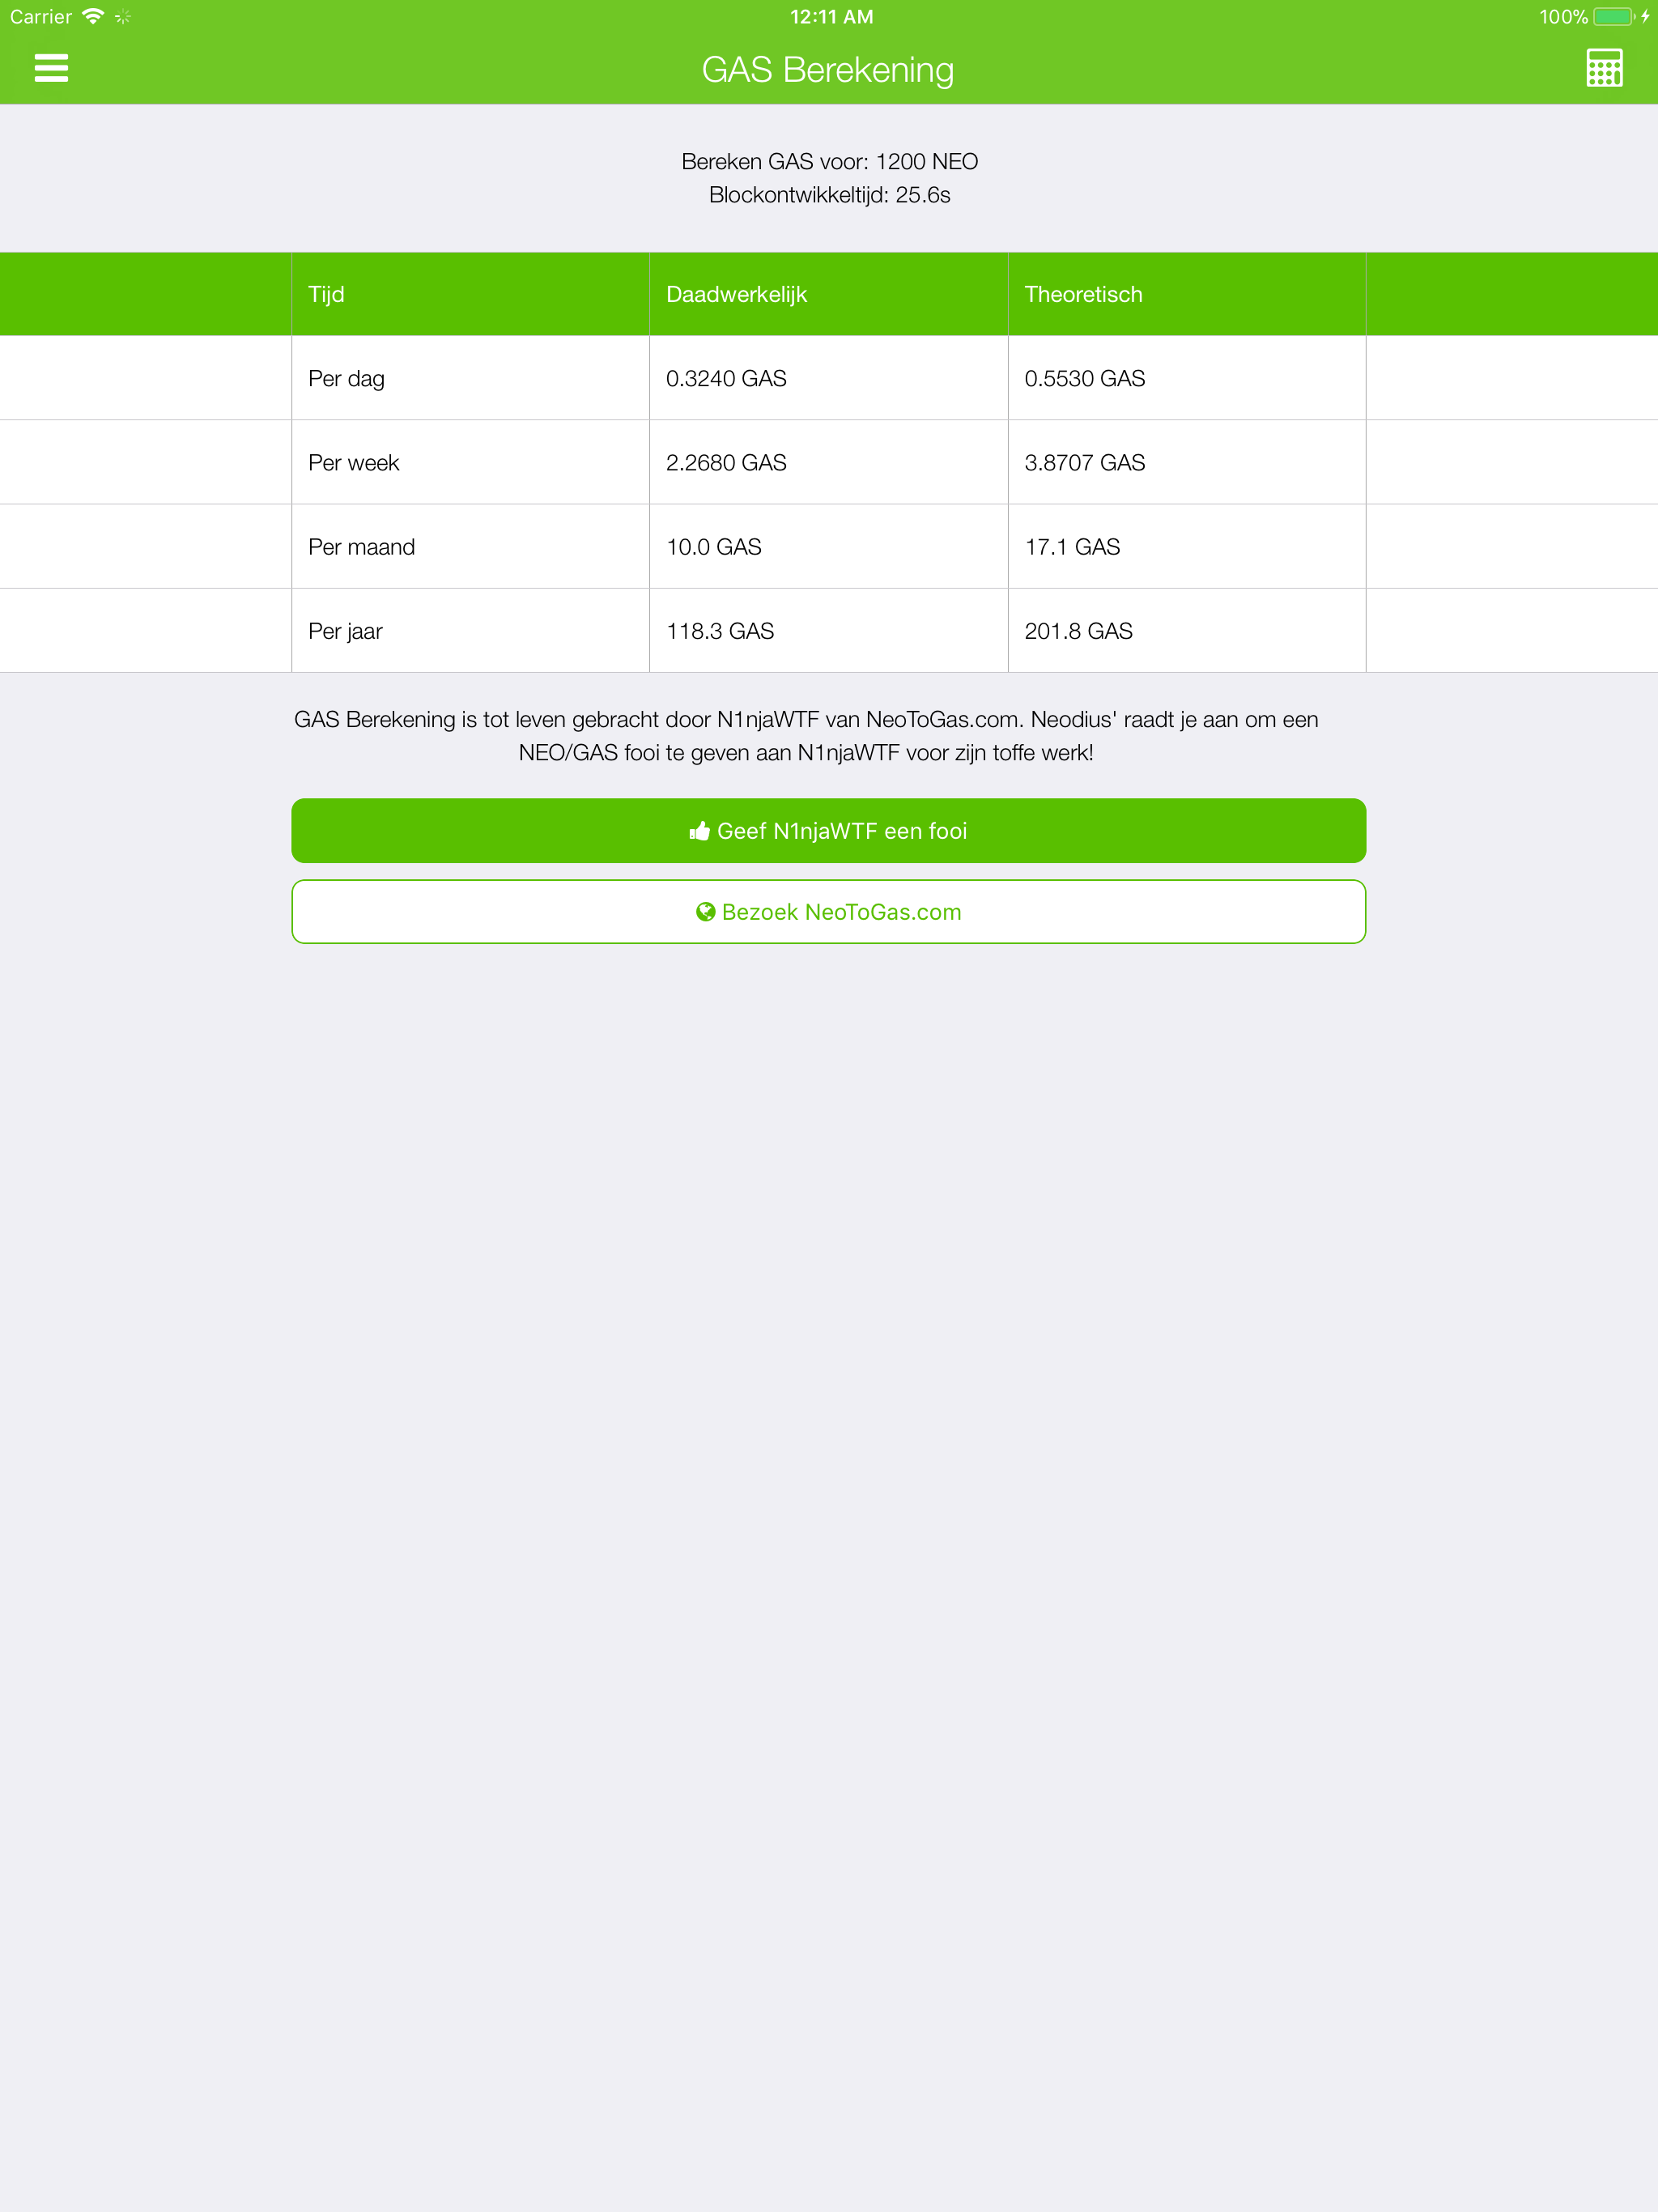 Carrier 12:11 AM 100%
GAS Berekening
Bereken GAS voor: 1200 NEO
Blockontwikkeltijd: 25.6s
Tijd Daadwerkelijk Theoretisch
Per dag 0.3240 GAS 0.5530 GAS
Per week 2.2680 GAS 3.8707 GAS
Per maand 10.0 GAS 17.1 GAS
Per jaar 118.3 GAS 201.8 GAS
GAS Berekening is tot leven gebracht door N1njaWTF van NeoToGas.com. Neodius' raadt je aan om een
NEO/GAS fooi te geven aan N1njaWTF voor zijn toffe werk!
Geef N1njaWTF een fooi
Bezoek NeoToGas.com